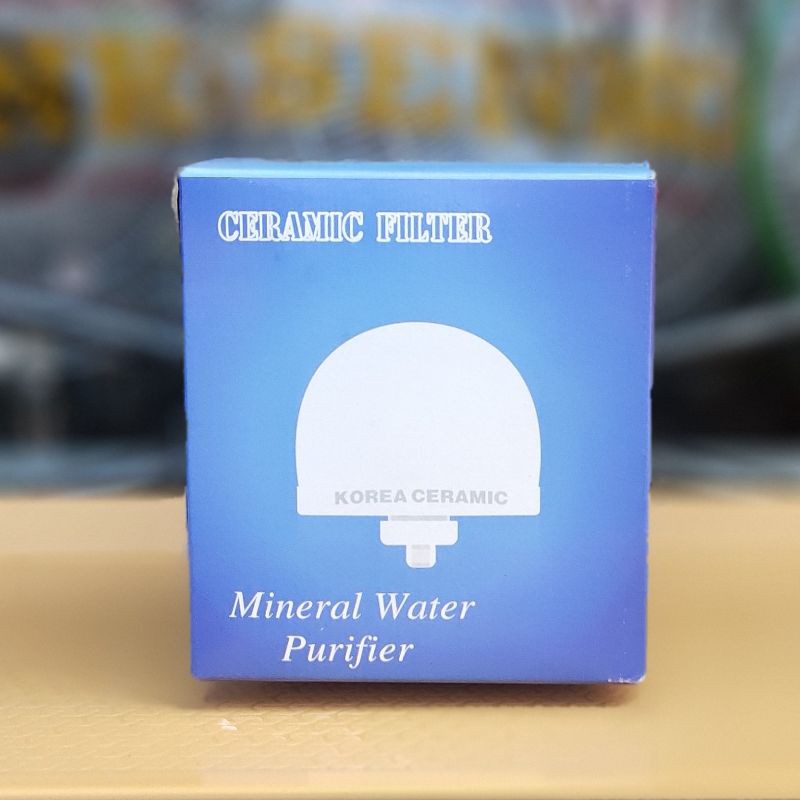 CERAMIC FILTER
KOREA CERAMIC
Mineral Water
Purifier